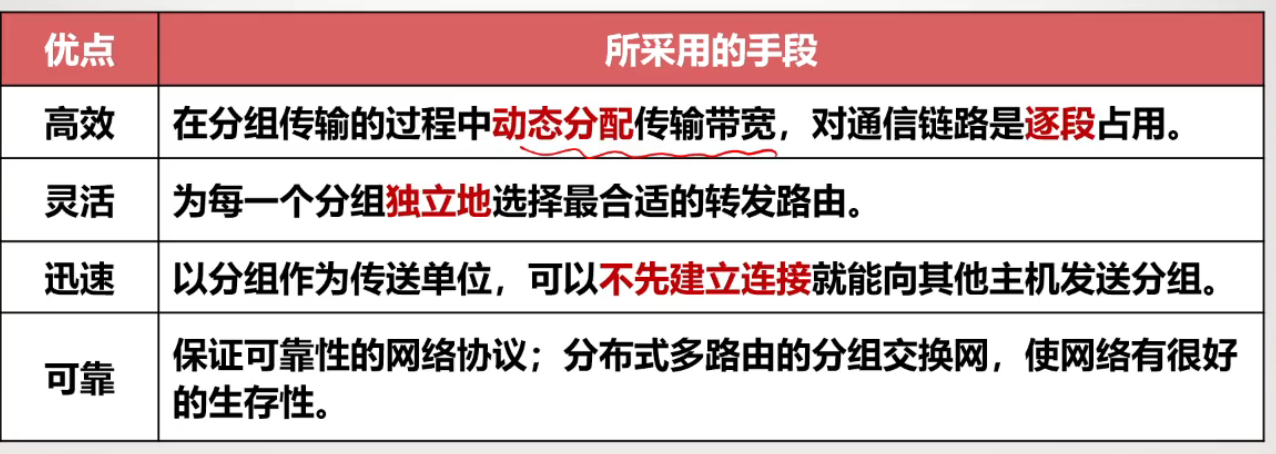 优点 所采用的手段
高效 在分组传输的过程中动态分配传输带宽，对通信链路是逐段占用。
灵活 为每一个分组独立地选择最合适的转发路由。
迅速 以分组作为传送单位，可以不先建立连接就能向其他主机发送分组。
可靠 保证可靠性的网络协议；分布式多路由的分组交换网，使网络有很好
的生存性。